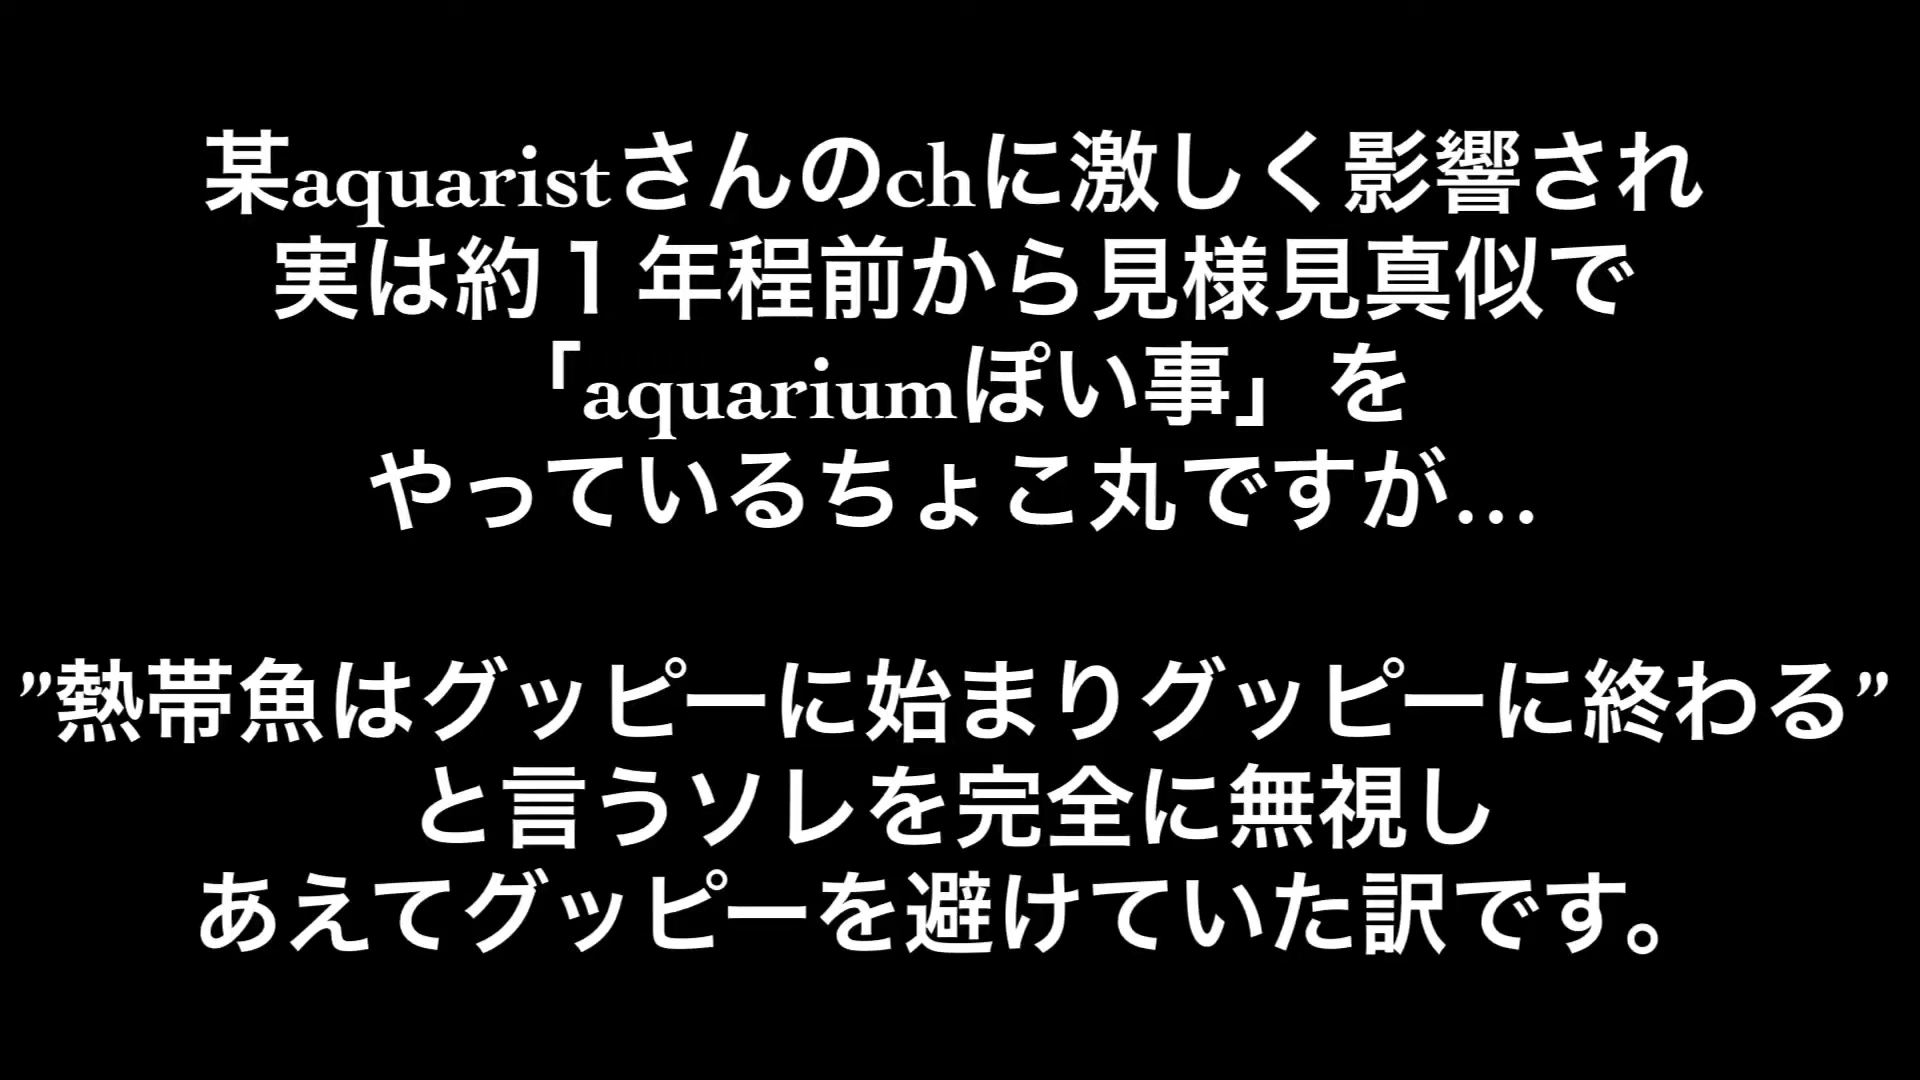 某aquaristさんのchに激しく影響され
実は約１年程前から見様見真似で
「aquariumぽい事」を
やっているちょこ丸ですが…
”熱帯魚はグッピーに始まりグッピーに終わる”
と言うソレを完全に無視し
あえてグッピーを避けていた訳です。